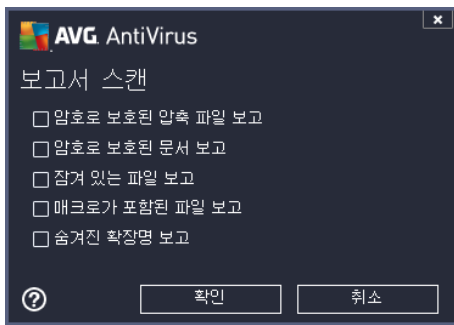 AVG. AntiVirus
보고서 스캔
암호로 보호된 압축 파일 보고
암호로 보호된 문서 보고
잠겨 있는 파일 보고
매크로가 포함된 파일 보고
숨겨진 확장명 보고
확인
취소